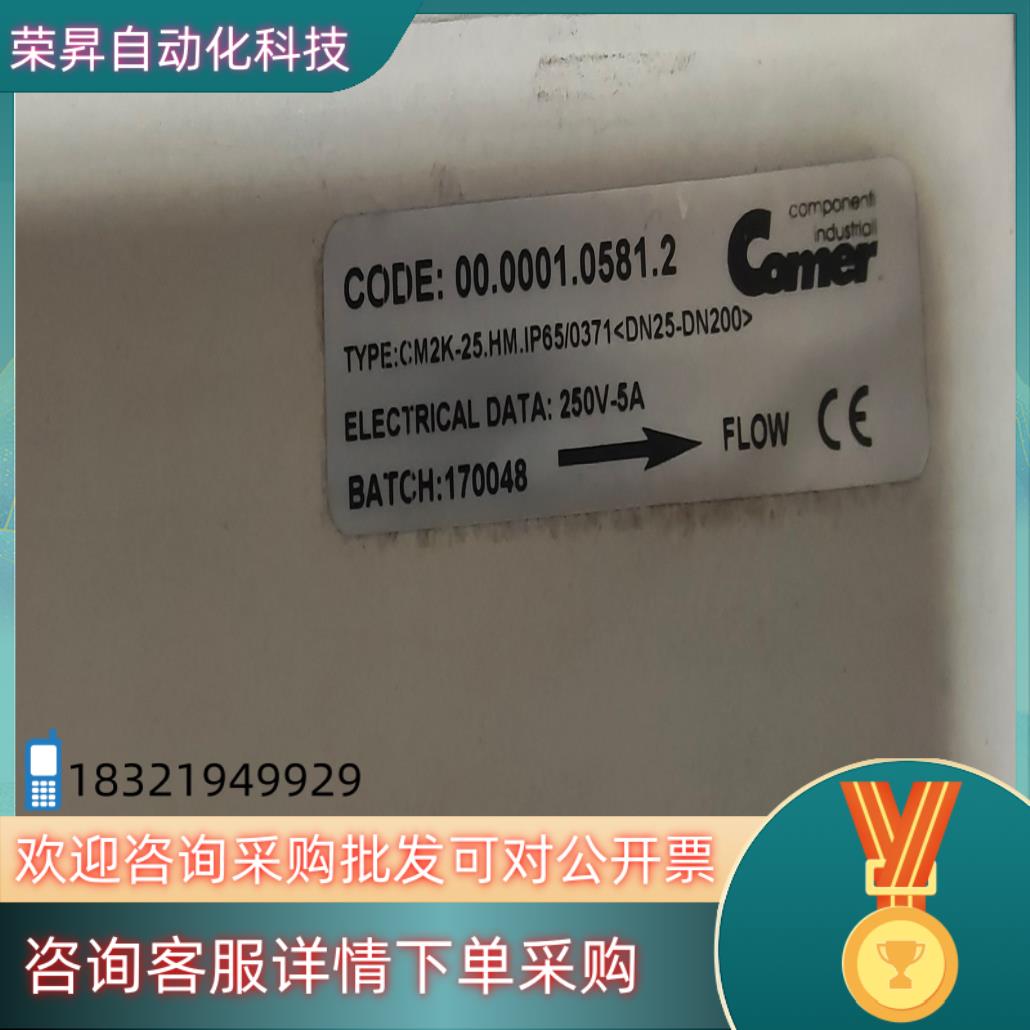 荣昇自动化科技
componenti
industriali
Comer
CODE: 00.0001.0581.2
TYPE:CM2K-25.HM.IP65/0371<DN25-DN200>
ELECTRICAL DATA: 250V-5A
BATCH:170048
FLOW CE
18321949929
欢迎咨询采购批发可对公开票
咨询客服详情下单采购